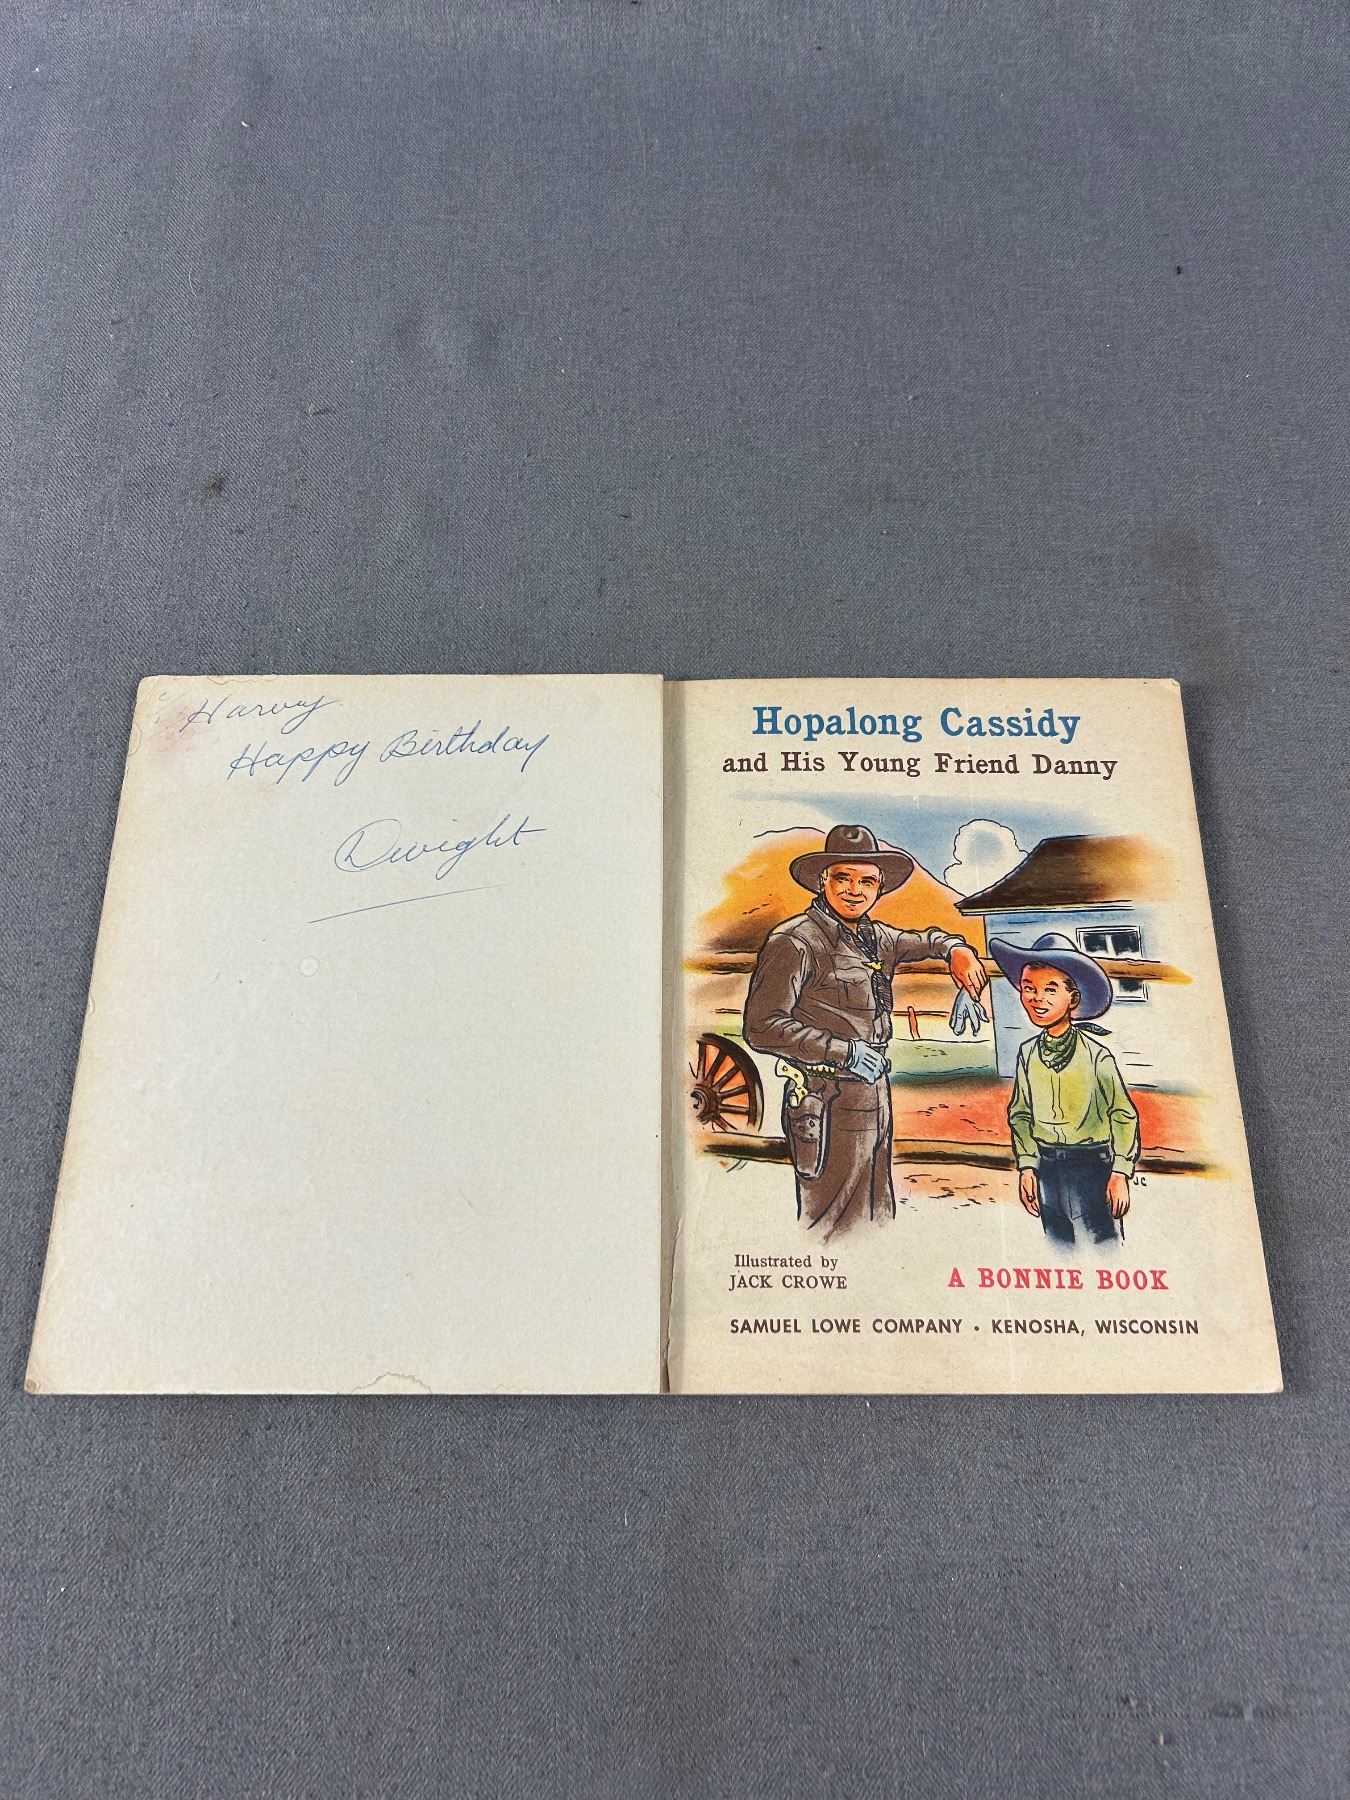 Harvy
Happy Birthday
Dwight
Hopalong Cassidy
and His Young Friend Danny
JC
Illustrated by
JACK CROWE
A BONNIE BOOK
SAMUEL LOWE COMPANY • KENOSHA, WISCONSIN